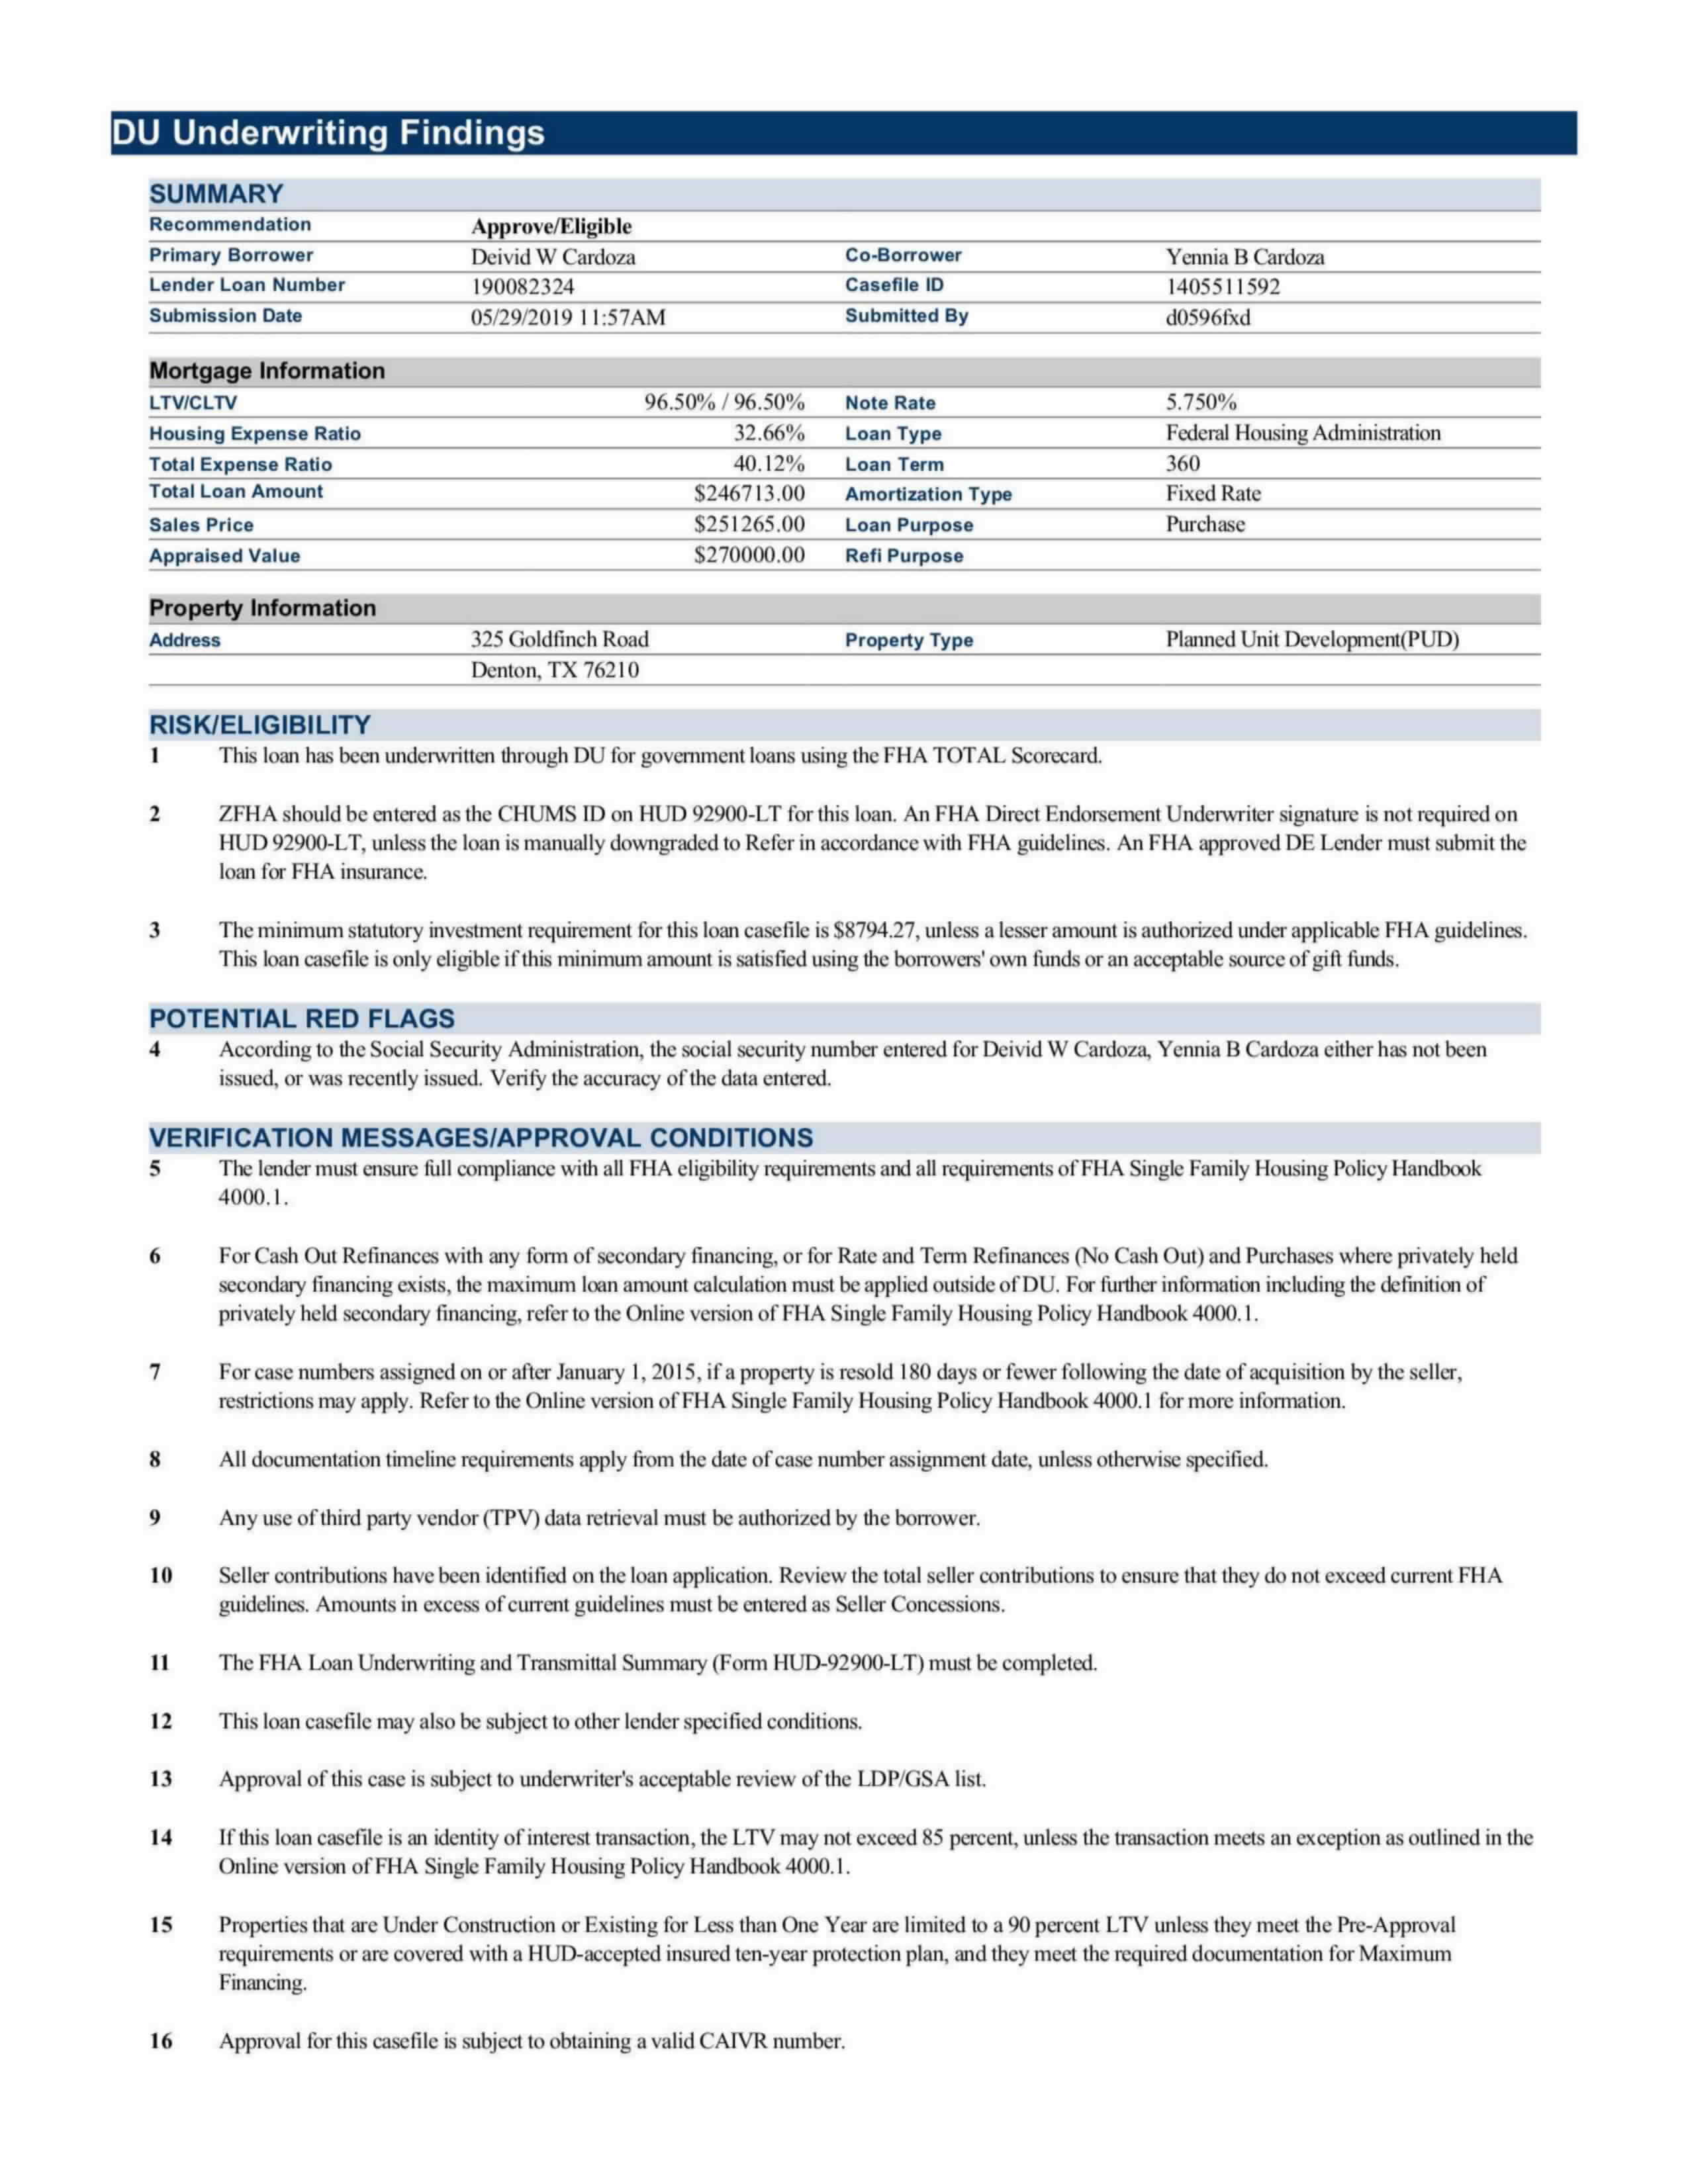 DU Underwriting Findings
SUMMARY
Recommendation Approve/Eligible
Primary Borrower Deivid W Cardoza Co-Borrower Yennia B Cardoza
Lender Loan Number 190082324 Casefile ID 1405511592
Submission Date 05/29/2019 11:57AM Submitted By d0596fxd
Mortgage Information
LTV/CLTV 96.50% / 96.50% Note Rate 5.750%
Housing Expense Ratio 32.66% Loan Type Federal Housing Administration
Total Expense Ratio 40.12% Loan Term 360
Total Loan Amount $246713.00 Amortization Type Fixed Rate
Sales Price $251265.00 Loan Purpose Purchase
Appraised Value $270000.00 Refi Purpose
Property Information
Address 325 Goldfinch Road Property Type Planned Unit Development(PUD)
Denton, TX 76210
RISK/ELIGIBILITY
1 This loan has been underwritten through DU for government loans using the FHA TOTAL Scorecard.
2 ZFHA should be entered as the CHUMS ID on HUD 92900-LT for this loan. An FHA Direct Endorsement Underwriter signature is not required on
HUD 92900-LT, unless the loan is manually downgraded to Refer in accordance with FHA guidelines. An FHA approved DE Lender must submit the
loan for FHA insurance.
3 The minimum statutory investment requirement for this loan casefile is $8794.27, unless a lesser amount is authorized under applicable FHA guidelines.
This loan casefile is only eligible if this minimum amount is satisfied using the borrowers' own funds or an acceptable source of gift funds.
POTENTIAL RED FLAGS
4 According to the Social Security Administration, the social security number entered for Deivid W Cardoza, Yennia B Cardoza either has not been
issued, or was recently issued. Verify the accuracy of the data entered.
VERIFICATION MESSAGES/APPROVAL CONDITIONS
5 The lender must ensure full compliance with all FHA eligibility requirements and all requirements of FHA Single Family Housing Policy Handbook
4000.1.
6 For Cash Out Refinances with any form of secondary financing, or for Rate and Term Refinances (No Cash Out) and Purchases where privately held
secondary financing exists, the maximum loan amount calculation must be applied outside of DU. For further information including the definition of
privately held secondary financing, refer to the Online version of FHA Single Family Housing Policy Handbook 4000.1.
7 For case numbers assigned on or after January 1, 2015, if a property is resold 180 days or fewer following the date of acquisition by the seller,
restrictions may apply. Refer to the Online version of FHA Single Family Housing Policy Handbook 4000.1 for more information.
8 All documentation timeline requirements apply from the date of case number assignment date, unless otherwise specified.
9 Any use of third party vendor (TPV) data retrieval must be authorized by the borrower.
10 Seller contributions have been identified on the loan application. Review the total seller contributions to ensure that they do not exceed current FHA
guidelines. Amounts in excess of current guidelines must be entered as Seller Concessions.
11 The FHA Loan Underwriting and Transmittal Summary (Form HUD-92900-LT) must be completed.
12 This loan casefile may also be subject to other lender specified conditions.
13 Approval of this case is subject to underwriter's acceptable review of the LDP/GSA list.
14 If this loan casefile is an identity of interest transaction, the LTV may not exceed 85 percent, unless the transaction meets an exception as outlined in the
Online version of FHA Single Family Housing Policy Handbook 4000.1.
15 Properties that are Under Construction or Existing for Less than One Year are limited to a 90 percent LTV unless they meet the Pre-Approval
requirements or are covered with a HUD-accepted insured ten-year protection plan, and they meet the required documentation for Maximum
Financing.
16 Approval for this casefile is subject to obtaining a valid CAIVR number.